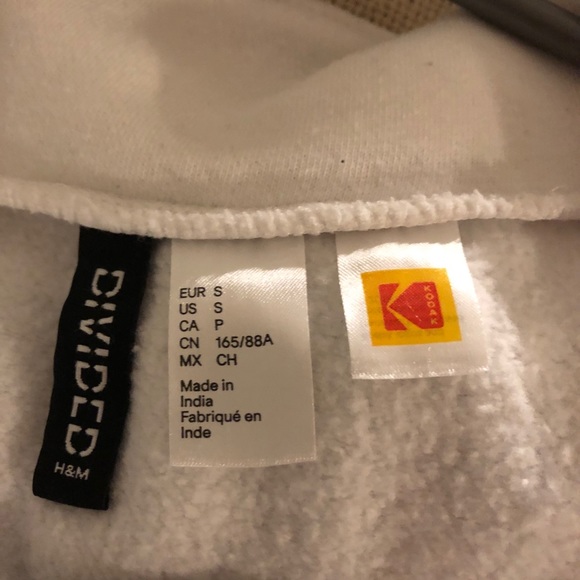 DIVIDED
H&M
EUR S
US S
CA P
CN 165/88A
MX CH
Made in
India
Fabriqué en
Inde
KODAK